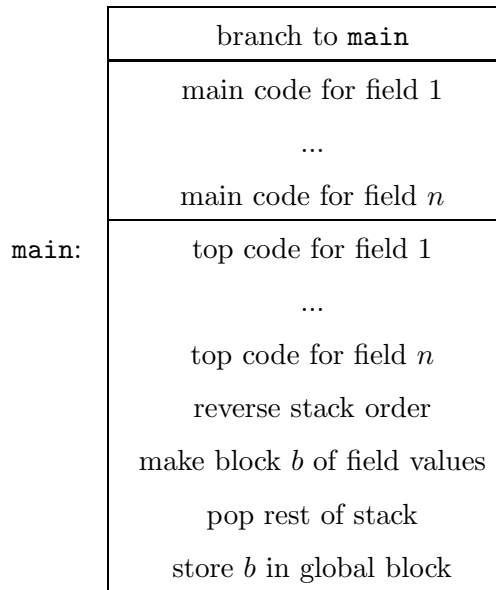 branch to main
main code for field 1
...
main code for field n
main: top code for field 1
...
top code for field n
reverse stack order
make block b of field values
pop rest of stack
store b in global block